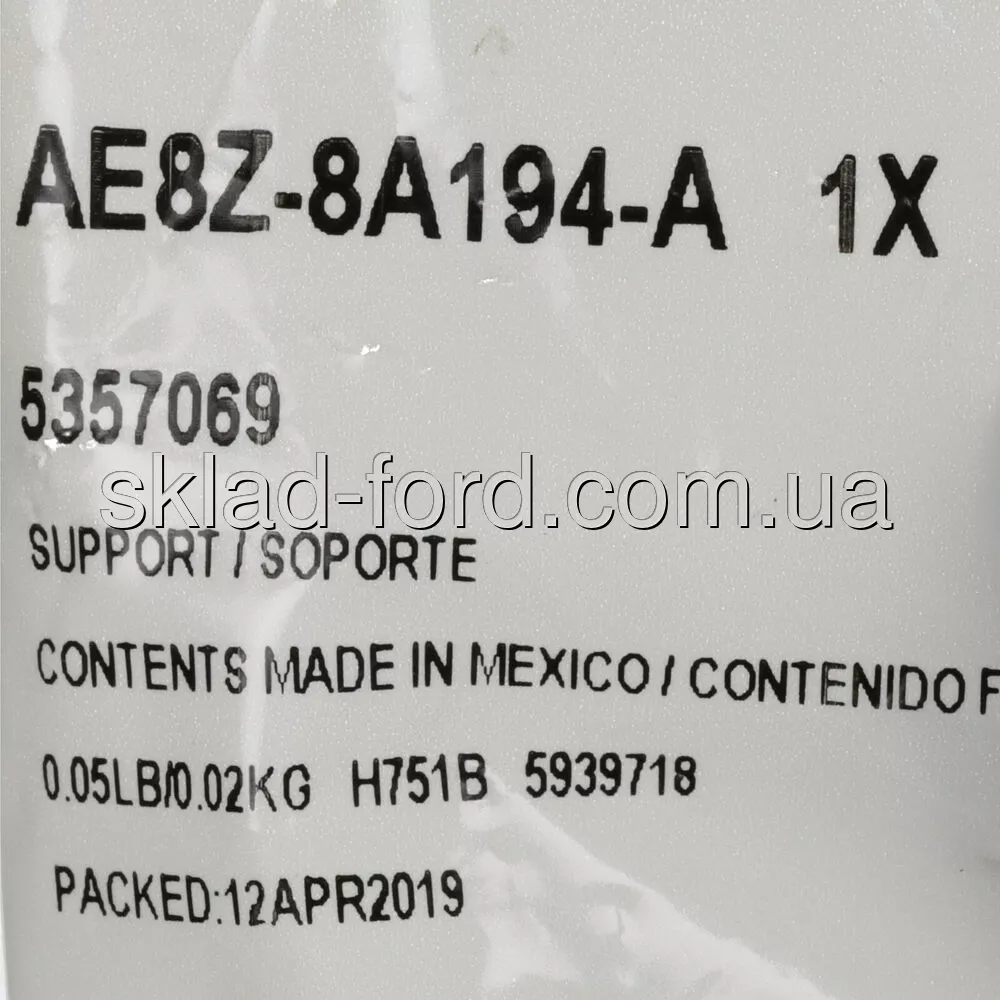 AE8Z-8A194-A 1X
5357069
sklad-ford.com.ua
SUPPORT / SOPORTE
CONTENTS MADE IN MEXICO / CONTENIDO F
0.05LB/0.02KG H751B 5939718
PACKED:12APR2019